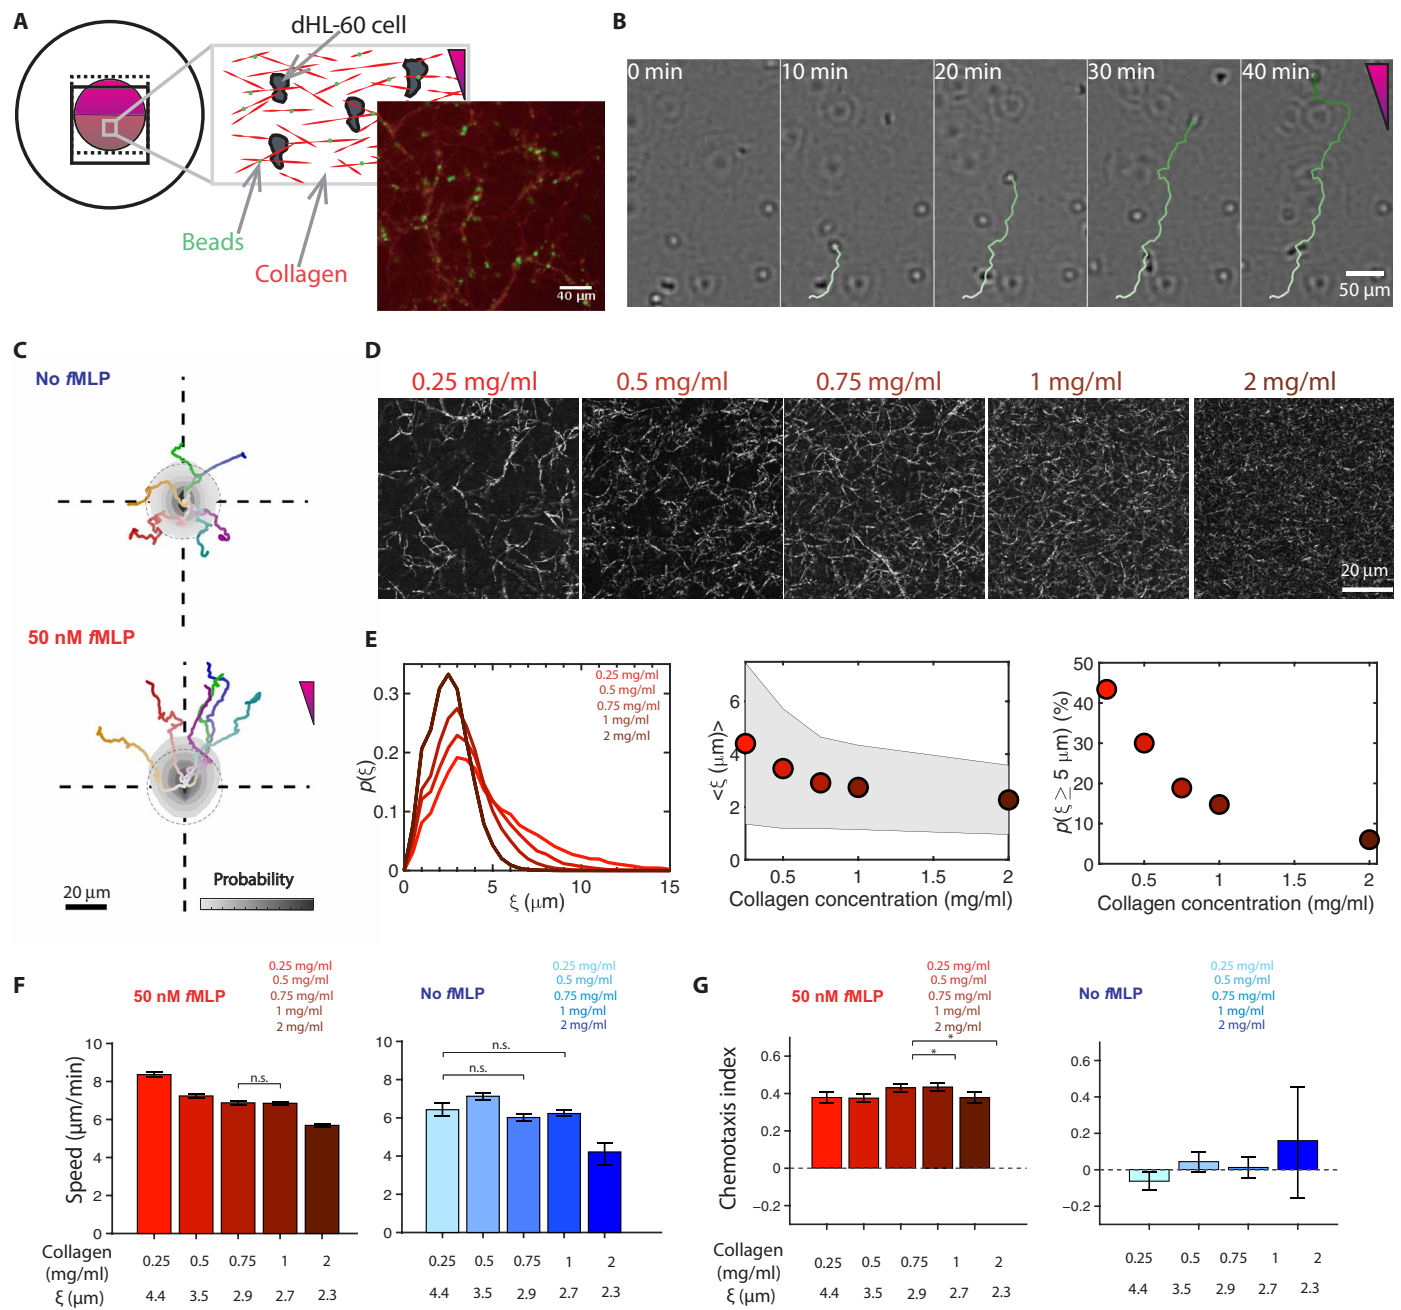 A
dHL-60 cell
Beads
Collagen
40 µm
B
0 min
10 min
20 min
30 min
40 min
50 µm
C
No fMLP
50 nM fMLP
20 µm
Probability
D
0.25 mg/ml
0.5 mg/ml
0.75 mg/ml
1 mg/ml
2 mg/ml
20 µm
E
p(ξ)
0.3
0.2
0.1
0
0 5 10 15
ξ (µm)
0.25 mg/ml
0.5 mg/ml
0.75 mg/ml
1 mg/ml
2 mg/ml
<ξ (µm)>
6
4
2
0
0.5 1 1.5 2
Collagen concentration (mg/ml)
p(ξ ≥ 5 µm) (%)
50
40
30
20
10
0
0.5 1 1.5 2
Collagen concentration (mg/ml)
F
50 nM fMLP
0.25 mg/ml
0.5 mg/ml
0.75 mg/ml
1 mg/ml
2 mg/ml
Speed (µm/min)
10
8
6
4
2
0
n.s.
Collagen
(mg/ml)
0.25 0.5 0.75 1 2
ξ (µm)
4.4 3.5 2.9 2.7 2.3
No fMLP
0.25 mg/ml
0.5 mg/ml
0.75 mg/ml
1 mg/ml
2 mg/ml
10
8
6
4
2
0
n.s.
n.s.
0.25 0.5 0.75 1 2
4.4 3.5 2.9 2.7 2.3
G
50 nM fMLP
0.25 mg/ml
0.5 mg/ml
0.75 mg/ml
1 mg/ml
2 mg/ml
Chemotaxis index
0.6
0.4
0.2
0
−0.2
*
*
Collagen
(mg/ml)
0.25 0.5 0.75 1 2
ξ (µm)
4.4 3.5 2.9 2.7 2.3
No fMLP
0.25 mg/ml
0.5 mg/ml
0.75 mg/ml
1 mg/ml
2 mg/ml
0.6
0.4
0.2
0
−0.2
0.25 0.5 0.75 1 2
4.4 3.5 2.9 2.7 2.3